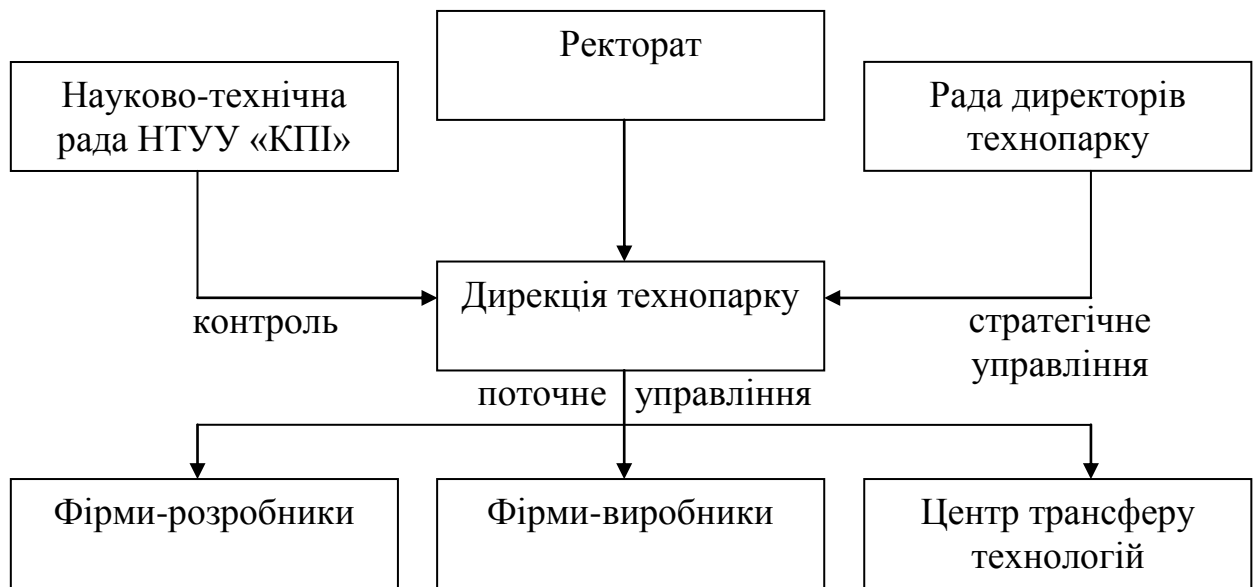 Ректорат
Науково-технічна
рада НТУУ «КПІ»
Рада директорів
технопарку
Дирекція технопарку
контроль
стратегічне
управління
поточне управління
Фірми-розробники
Фірми-виробники
Центр трансферу
технологій